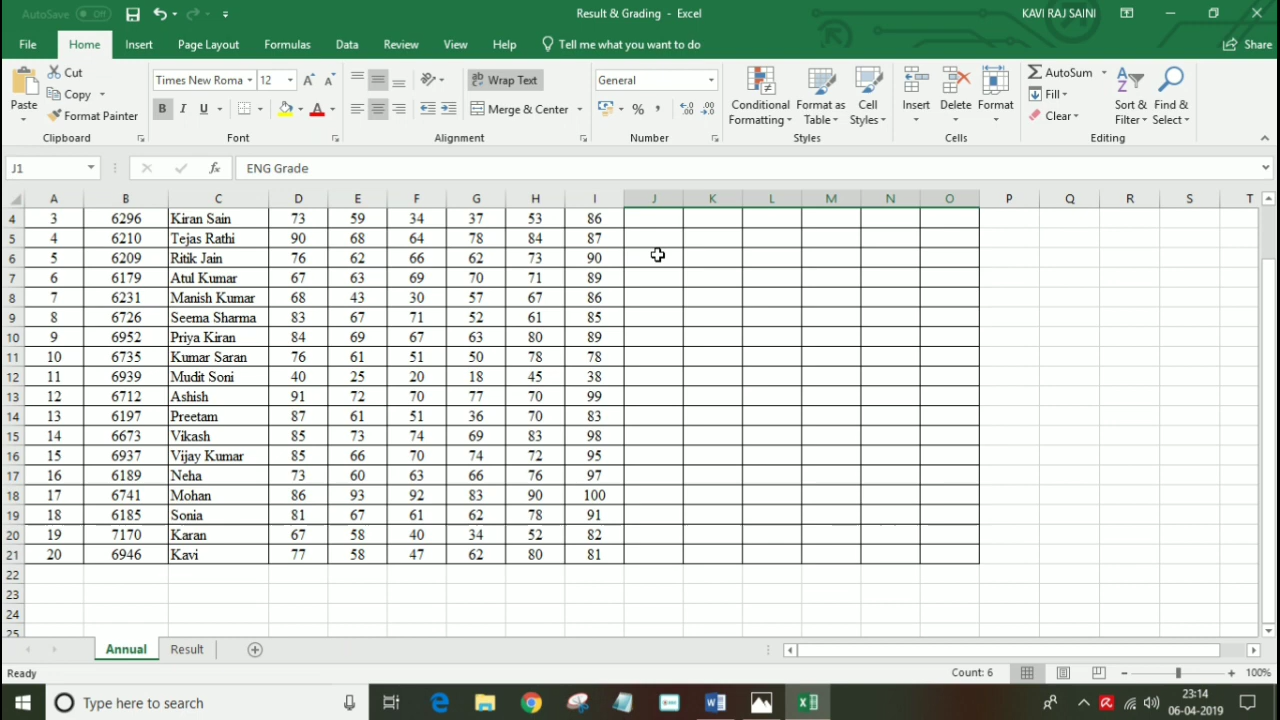 AutoSave Off Result & Grading - Excel KAVI RAJ SAINI
File Home Insert Page Layout Formulas Data Review View Help Tell me what you want to do Share
Paste Cut Copy Format Painter Clipboard
Times New Roma 12 B I U A Font
Wrap Text Merge & Center Alignment
General % , Number
Conditional Formatting Format as Table Cell Styles Styles
Insert Delete Format Cells
AutoSum Fill Clear Sort & Filter Find & Select Editing
J1 fx ENG Grade
A B C D E F G H I J K L M N O P Q R S T
4 3 6296 Kiran Sain 73 59 34 37 53 86
5 4 6210 Tejas Rathi 90 68 64 78 84 87
6 5 6209 Ritik Jain 76 62 66 62 73 90
7 6 6179 Atul Kumar 67 63 69 70 71 89
8 7 6231 Manish Kumar 68 43 30 57 67 86
9 8 6726 Seema Sharma 83 67 71 52 61 85
10 9 6952 Priya Kiran 84 69 67 63 80 89
11 10 6735 Kumar Saran 76 61 51 50 78 78
12 11 6939 Mudit Soni 40 25 20 18 45 38
13 12 6712 Ashish 91 72 70 77 70 99
14 13 6197 Preetam 87 61 51 36 70 83
15 14 6673 Vikash 85 73 74 69 83 98
16 15 6937 Vijay Kumar 85 66 70 74 72 95
17 16 6189 Neha 73 60 63 66 76 97
18 17 6741 Mohan 86 93 92 83 90 100
19 18 6185 Sonia 81 67 61 62 78 91
20 19 7170 Karan 67 58 40 34 52 82
21 20 6946 Kavi 77 58 47 62 80 81
22
23
24
25
Annual Result
Ready Count: 6 100%
Type here to search 23:14
06-04-2019